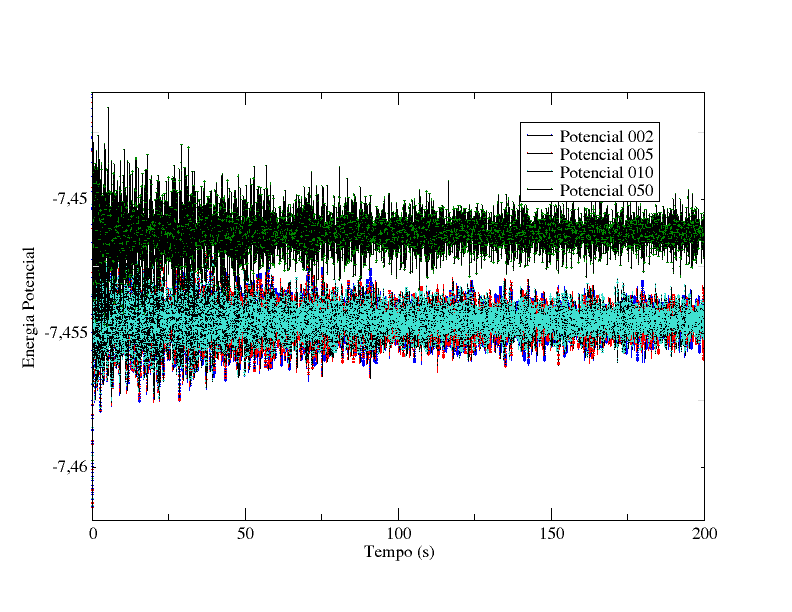 Potencial 002
Potencial 005
Potencial 010
Potencial 050
-7,45
-7,455
-7,46
Energia Potencial
0
50
100
150
200
Tempo (s)